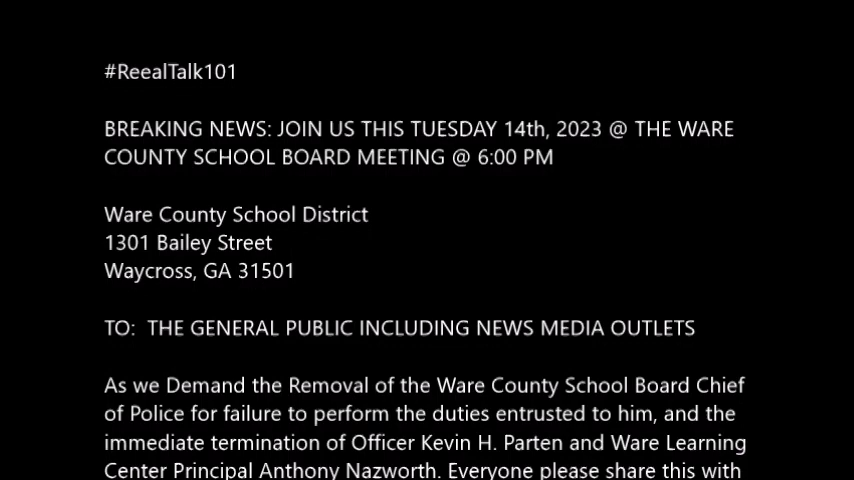 #ReealTalk101
BREAKING NEWS: JOIN US THIS TUESDAY 14th, 2023 @ THE WARE
COUNTY SCHOOL BOARD MEETING @ 6:00 PM
Ware County School District
1301 Bailey Street
Waycross, GA 31501
TO:  THE GENERAL PUBLIC INCLUDING NEWS MEDIA OUTLETS
As we Demand the Removal of the Ware County School Board Chief
of Police for failure to perform the duties entrusted to him, and the
immediate termination of Officer Kevin H. Parten and Ware Learning
Center Principal Anthony Nazworth. Everyone please share this with